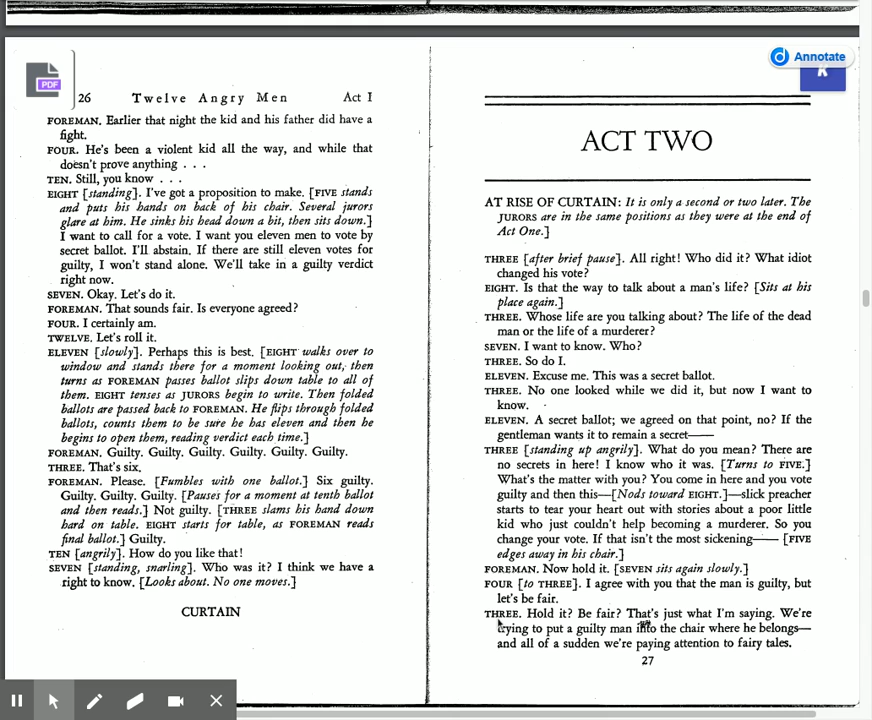 PDF
Annotate
K
26 Twelve Angry Men Act I
FOREMAN. Earlier that night the kid and his father did have a
fight.
FOUR. He's been a violent kid all the way, and while that
doesn't prove anything . . .
TEN. Still, you know . . .
EIGHT [standing]. I've got a proposition to make. [FIVE stands
and puts his hands on back of his chair. Several jurors
glare at him. He sinks his head down a bit, then sits down.]
I want to call for a vote. I want you eleven men to vote by
secret ballot. I'll abstain. If there are still eleven votes for
guilty, I won't stand alone. We'll take in a guilty verdict
right now.
SEVEN. Okay. Let's do it.
FOREMAN. That sounds fair. Is everyone agreed?
FOUR. I certainly am.
TWELVE. Let's roll it.
ELEVEN [slowly]. Perhaps this is best. [EIGHT walks over to
window and stands there for a moment looking out, then
turns as FOREMAN passes ballot slips down table to all of
them. EIGHT tenses as JURORS begin to write. Then folded
ballots are passed back to FOREMAN. He flips through folded
ballots, counts them to be sure he has eleven and then he
begins to open them, reading verdict each time.]
FOREMAN. Guilty. Guilty. Guilty. Guilty. Guilty. Guilty.
THREE. That's six.
FOREMAN. Please. [Fumbles with one ballot.] Six guilty.
Guilty. Guilty. Guilty. [Pauses for a moment at tenth ballot
and then reads.] Not guilty. [THREE slams his hand down
hard on table. EIGHT starts for table, as FOREMAN reads
final ballot.] Guilty.
TEN [angrily]. How do you like that!
SEVEN [standing, snarling]. Who was it? I think we have a
right to know. [Looks about. No one moves.]
CURTAIN
ACT TWO
AT RISE OF CURTAIN: It is only a second or two later. The
JURORS are in the same positions as they were at the end of
Act One.]
THREE [after brief pause]. All right! Who did it? What idiot
changed his vote?
EIGHT. Is that the way to talk about a man's life? [Sits at his
place again.]
THREE. Whose life are you talking about? The life of the dead
man or the life of a murderer?
SEVEN. I want to know. Who?
THREE. So do I.
ELEVEN. Excuse me. This was a secret ballot.
THREE. No one looked while we did it, but now I want to
know.
ELEVEN. A secret ballot; we agreed on that point, no? If the
gentleman wants it to remain a secret——
THREE [standing up angrily]. What do you mean? There are
no secrets in here! I know who it was. [Turns to FIVE.]
What's the matter with you? You come in here and you vote
guilty and then this—[Nods toward EIGHT.]—slick preacher
starts to tear your heart out with stories about a poor little
kid who just couldn't help becoming a murderer. So you
change your vote. If that isn't the most sickening—— [FIVE
edges away in his chair.]
FOREMAN. Now hold it. [SEVEN sits again slowly.]
FOUR [to THREE]. I agree with you that the man is guilty, but
let's be fair.
THREE. Hold it? Be fair? That's just what I'm saying. We're
trying to put a guilty man into the chair where he belongs—
and all of a sudden we're paying attention to fairy tales.
27